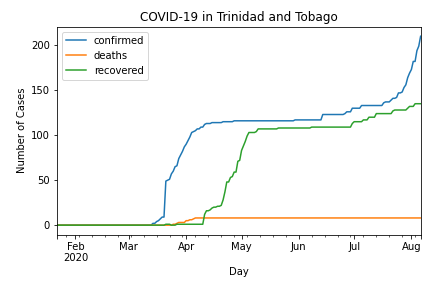 COVID-19 in Trinidad and Tobago
confirmed
deaths
recovered
Number of Cases
200
150
100
50
0
Feb
2020
Mar
Apr
May
Jun
Jul
Aug
Day